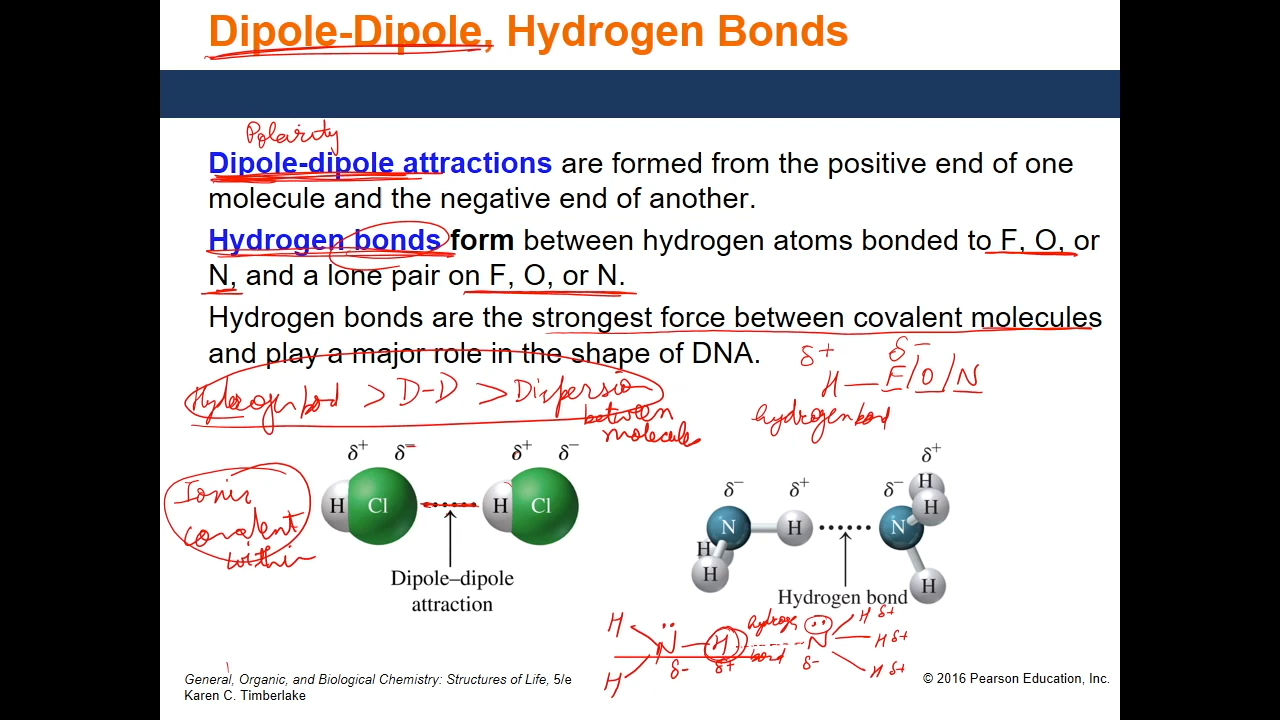 Dipole-Dipole, Hydrogen Bonds
Polarity
Dipole-dipole attractions are formed from the positive end of one
molecule and the negative end of another.
Hydrogen bonds form between hydrogen atoms bonded to F, O, or
N, and a lone pair on F, O, or N.
Hydrogen bonds are the strongest force between covalent molecules
and play a major role in the shape of DNA.
δ+ δ-
H—F/O/N
hydrogen bond
Hydrogen bond > D-D > Dispersion
between
molecules
δ+ δ− δ+ δ−
H Cl H Cl
Dipole–dipole
attraction
Ionic
covalent
within
δ− δ+ δ− δ+
N H N H H
H H H
Hydrogen bond
H N̈ H hydrogen bond N̈ H δ+
H δ- δ+ δ- H δ+
H δ+
General, Organic, and Biological Chemistry: Structures of Life, 5/e
Karen C. Timberlake
© 2016 Pearson Education, Inc.